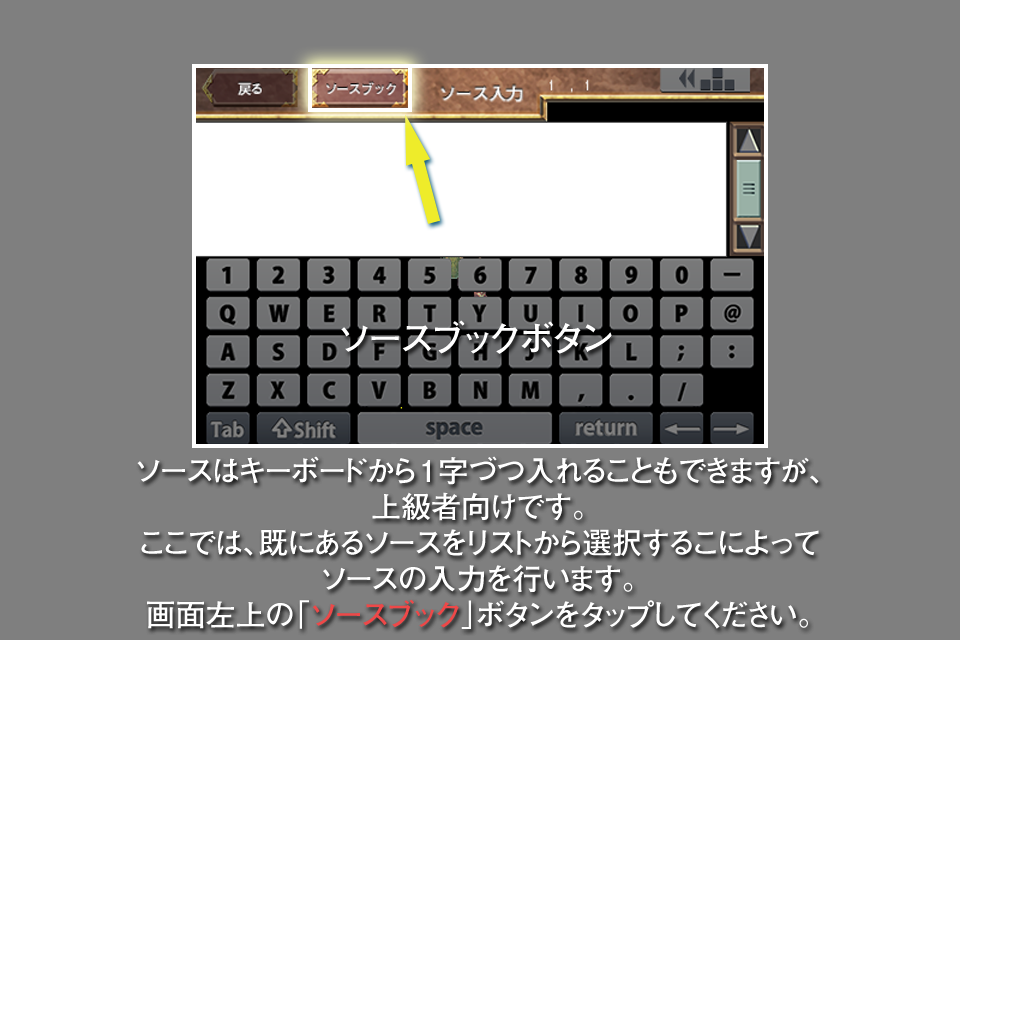 戻る ソースブック ソース入力 1 , 1
1 2 3 4 5 6 7 8 9 0 ー
Q W E R T Y U I O P @
ソースブックボタン
A S D F G H J K L ; :
Z X C V B N M , . /
Tab Shift space return
ソースはキーボードから１字づつ入れることもできますが、
上級者向けです。
ここでは、既にあるソースをリストから選択するこによって
ソースの入力を行います。
画面左上の「ソースブック」ボタンをタップしてください。